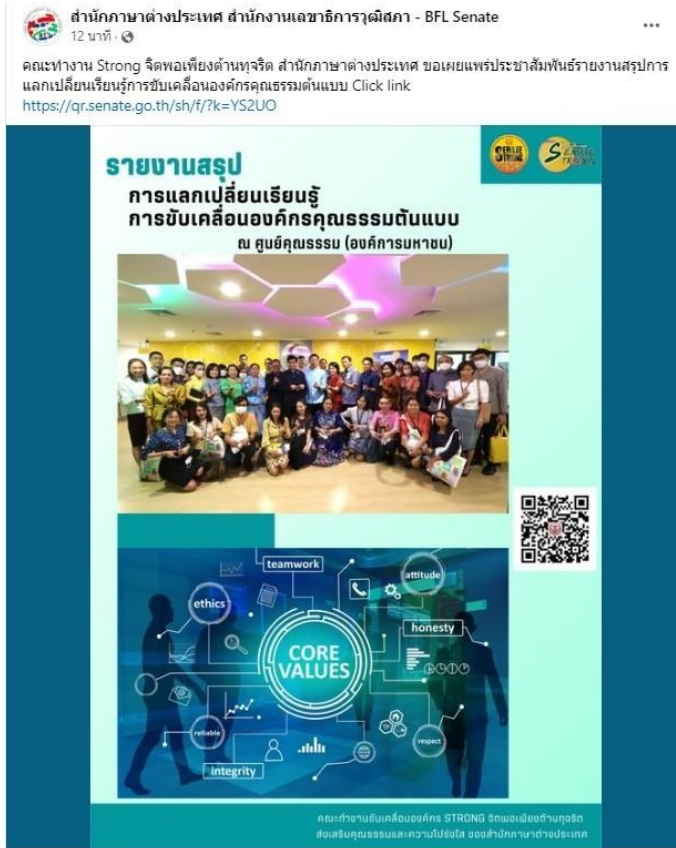 สำนักภาษาต่างประเทศ สำนักงานเลขาธิการวุฒิสภา - BFL Senate
12 นาที ·
คณะทำงาน Strong จิตพอเพียงต้านทุจริต สำนักภาษาต่างประเทศ ขอเผยแพร่ประชาสัมพันธ์รายงานสรุปการ
แลกเปลี่ยนเรียนรู้การขับเคลื่อนองค์กรคุณธรรมต้นแบบ Click link
https://qr.senate.go.th/sh/f/?k=YS2UO
SENATE
STRONG
SENATE
STRONG
รายงานสรุป
การแลกเปลี่ยนเรียนรู้
การขับเคลื่อนองค์กรคุณธรรมต้นแบบ
ณ ศูนย์คุณธรรม (องค์การมหาชน)
teamwork
attitude
ethics
honesty
CORE
VALUES
reliable
respect
integrity
คณะทำงานขับเคลื่อนองค์กร STRONG จิตพอเพียงต้านทุจริต
ส่งเสริมคุณธรรมและความโปร่งใส ของสำนักภาษาต่างประเทศ